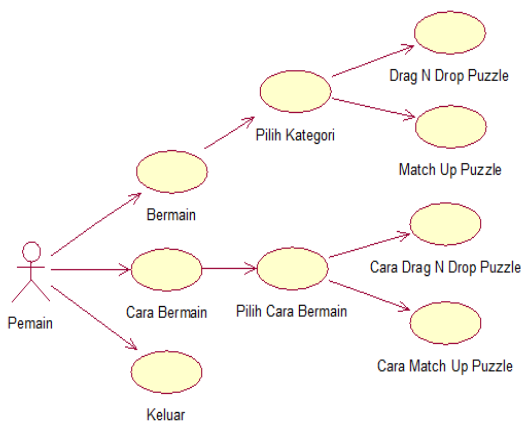 Drag N Drop Puzzle
Pilih Kategori
Match Up Puzzle
Bermain
Cara Drag N Drop Puzzle
Cara Bermain
Pilih Cara Bermain
Pemain
Cara Match Up Puzzle
Keluar